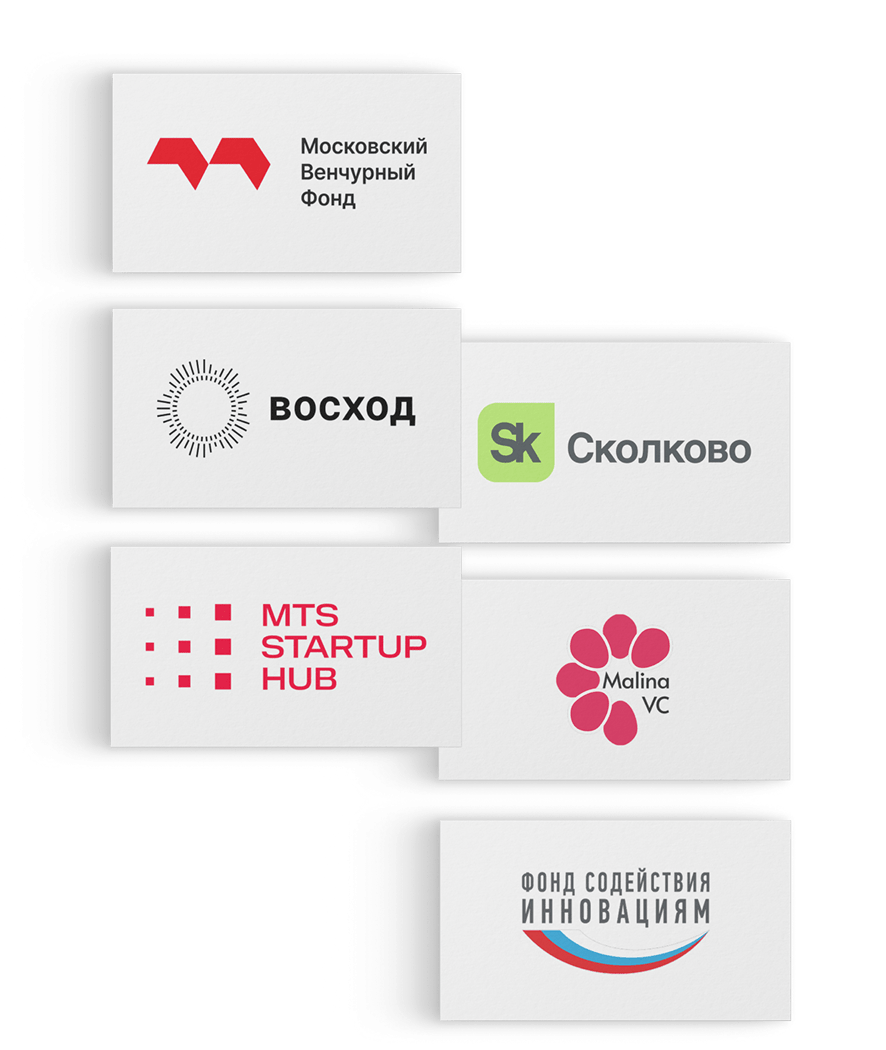 Московский
Венчурный
Фонд
ВОСХОД
Sk Сколково
MTS
STARTUP
HUB
Malina
VC
ФОНД СОДЕЙСТВИЯ
ИННОВАЦИЯМ